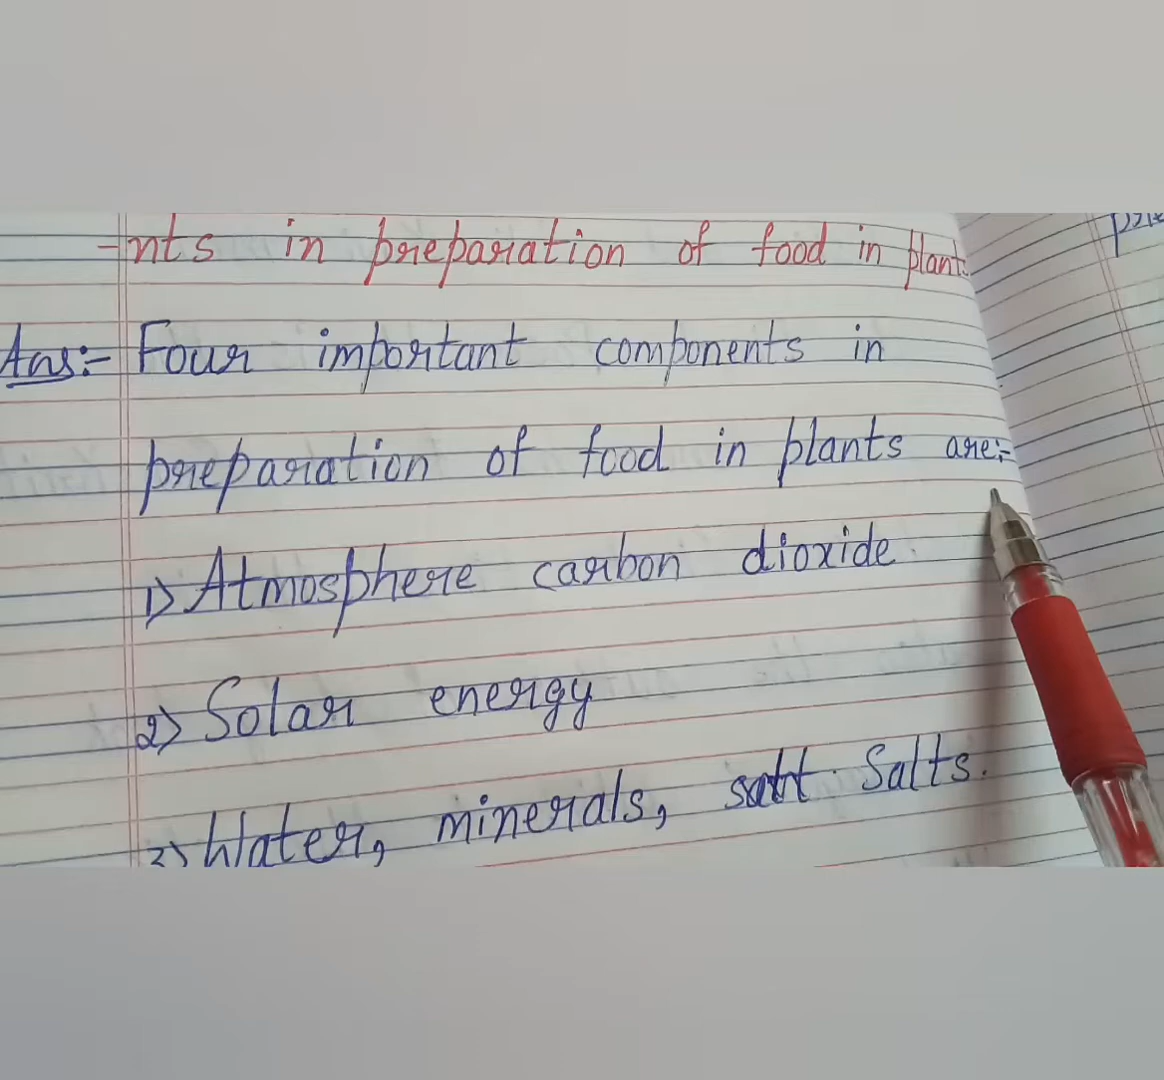 -nts in preparation of food in plants
Ans:- Four important components in
preparation of food in plants are:-
1) Atmosphere carbon dioxide.
2) Solar energy
3) Water, minerals, Salts.